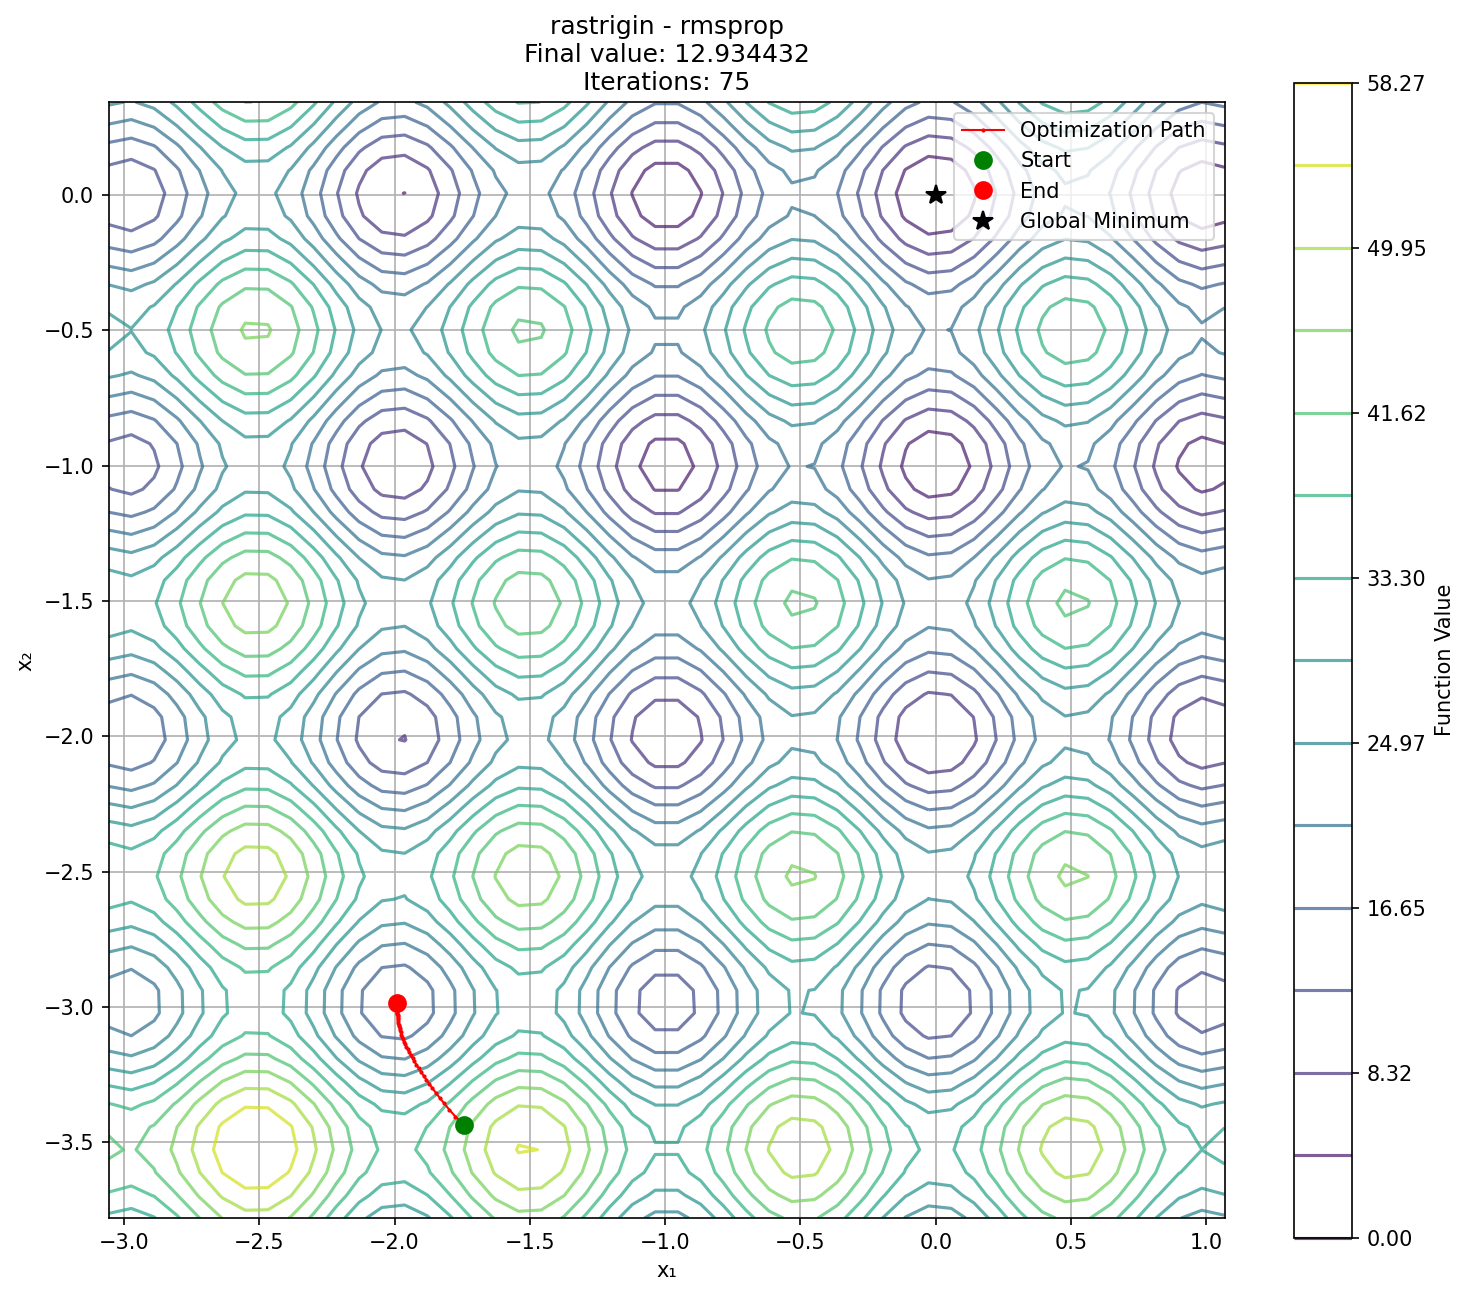 rastrigin - rmsprop
Final value: 12.934432
Iterations: 75
Optimization Path
Start
End
Global Minimum
0.0
−0.5
−1.0
−1.5
−2.0
−2.5
−3.0
−3.5
x₂
−3.0
−2.5
−2.0
−1.5
−1.0
−0.5
0.0
0.5
1.0
x₁
58.27
49.95
41.62
33.30
24.97
16.65
8.32
0.00
Function Value